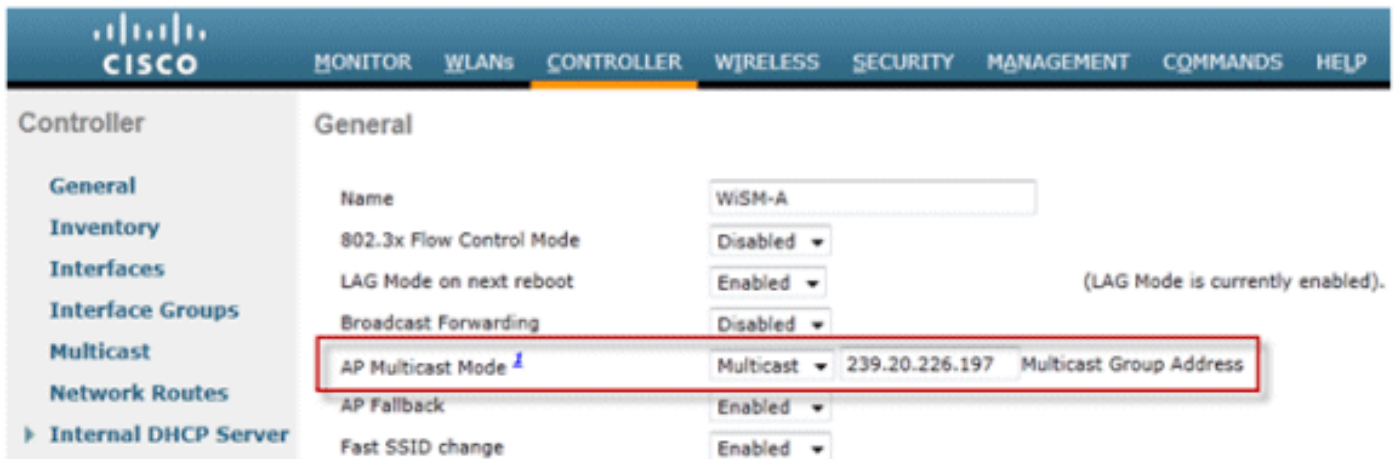 CISCO
MONITOR WLANs CONTROLLER WIRELESS SECURITY MANAGEMENT COMMANDS HELP
Controller
General
Inventory
Interfaces
Interface Groups
Multicast
Network Routes
Internal DHCP Server
General
Name WiSM-A
802.3x Flow Control Mode Disabled
LAG Mode on next reboot Enabled (LAG Mode is currently enabled).
Broadcast Forwarding Disabled
AP Multicast Mode 1 Multicast 239.20.226.197 Multicast Group Address
AP Fallback Enabled
Fast SSID change Enabled